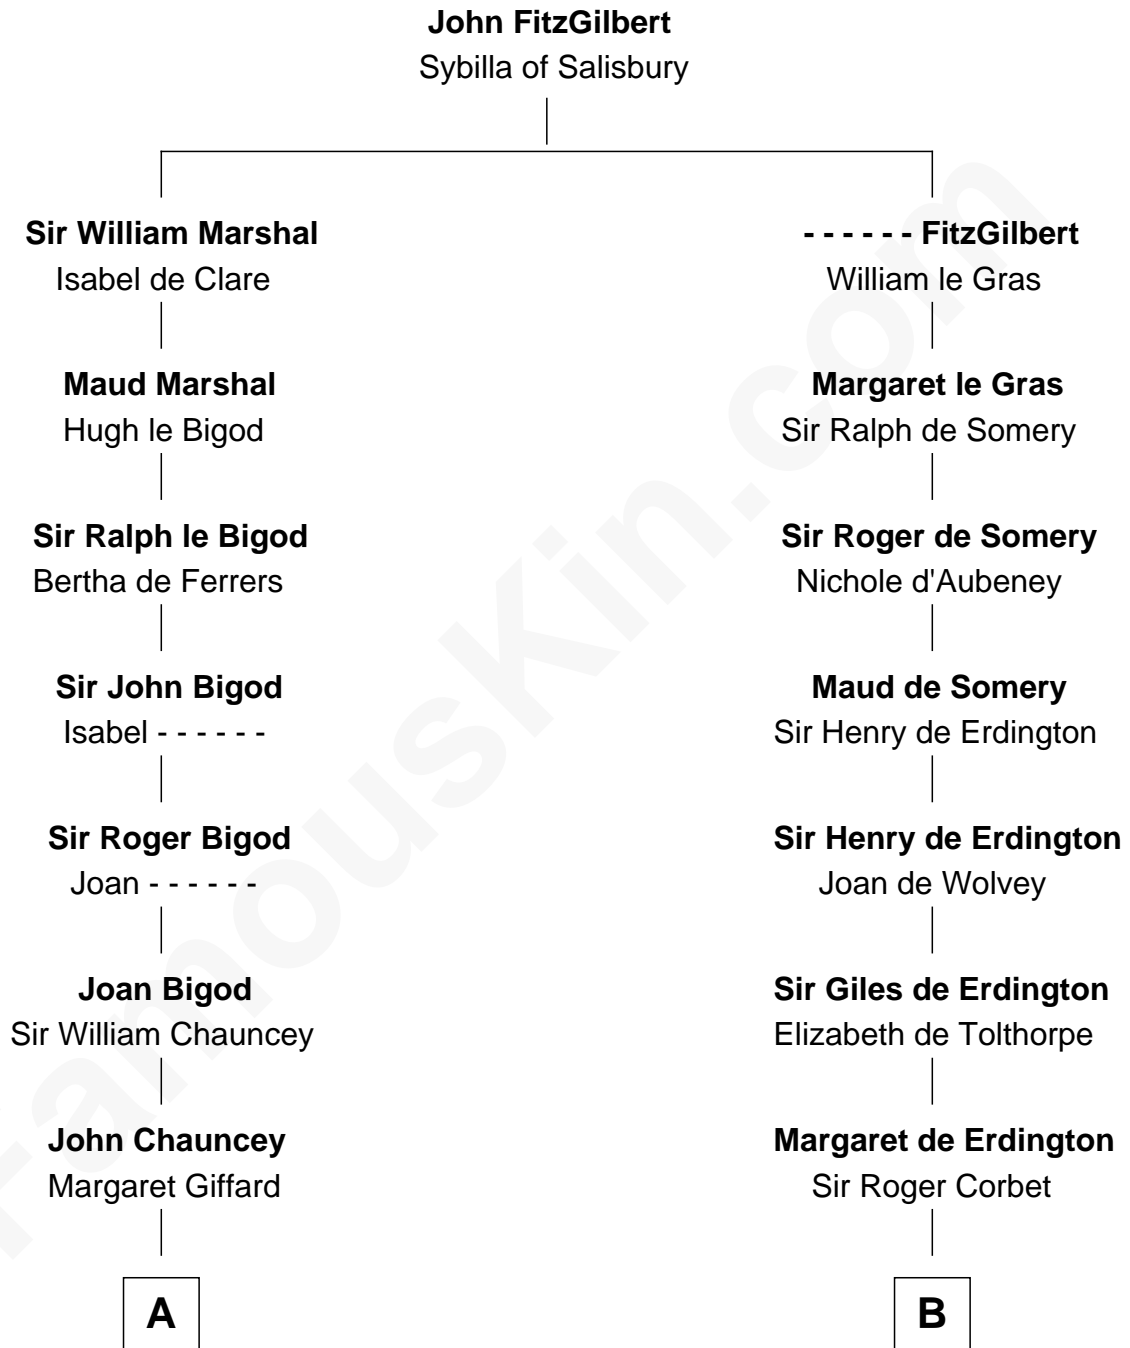 John FitzGilbert
Sybilla of Salisbury
Sir William Marshal
Isabel de Clare
Maud Marshal
Hugh le Bigod
Sir Ralph le Bigod
Bertha de Ferrers
Sir John Bigod
Isabel - - - - - -
Sir Roger Bigod
Joan - - - - - -
Joan Bigod
Sir William Chauncey
John Chauncey
Margaret Giffard
A
- - - - - - FitzGilbert
William le Gras
Margaret le Gras
Sir Ralph de Somery
Sir Roger de Somery
Nichole d'Aubeney
Maud de Somery
Sir Henry de Erdington
Sir Henry de Erdington
Joan de Wolvey
Sir Giles de Erdington
Elizabeth de Tolthorpe
Margaret de Erdington
Sir Roger Corbet
B
FamousKin.com